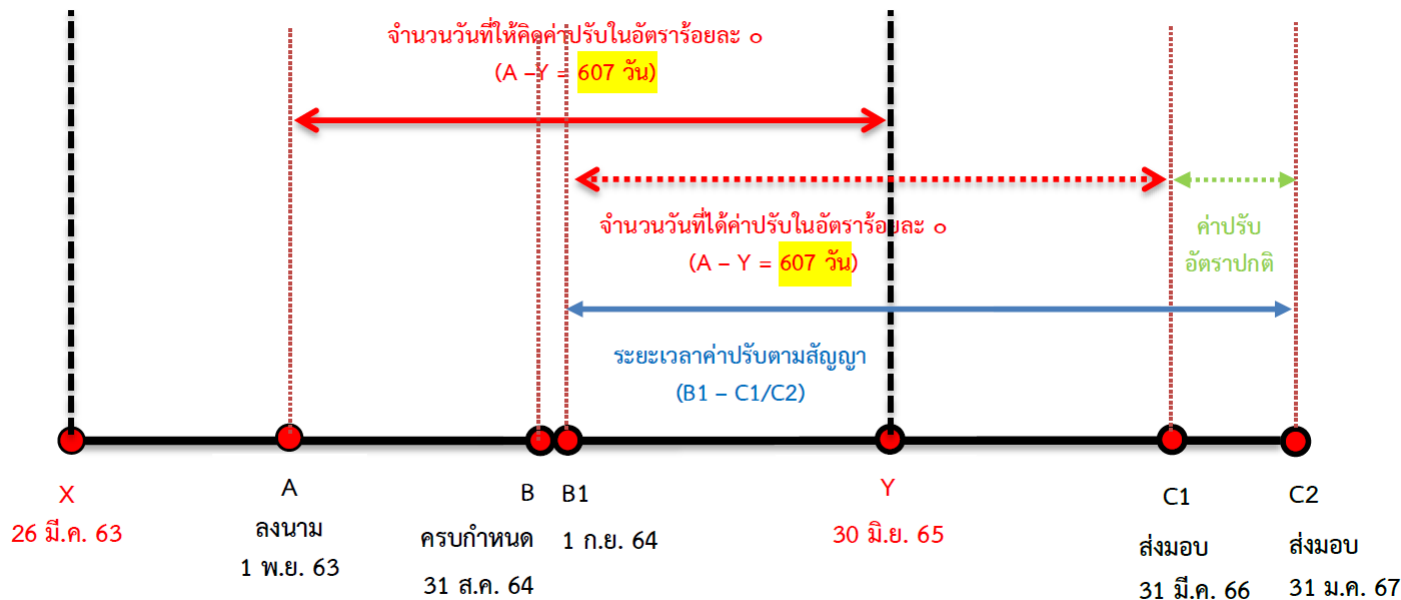 จำนวนวันที่ให้คิดค่าปรับในอัตราร้อยละ ๐
(A –Y = 607 วัน)
จำนวนวันที่ได้ค่าปรับในอัตราร้อยละ ๐
(A – Y = 607 วัน)
ค่าปรับ
อัตราปกติ
ระยะเวลาค่าปรับตามสัญญา
(B1 – C1/C2)
X
26 มี.ค. 63
A
ลงนาม
1 พ.ย. 63
B
ครบกำหนด
31 ส.ค. 64
B1
1 ก.ย. 64
Y
30 มิ.ย. 65
C1
ส่งมอบ
31 มี.ค. 66
C2
ส่งมอบ
31 ม.ค. 67